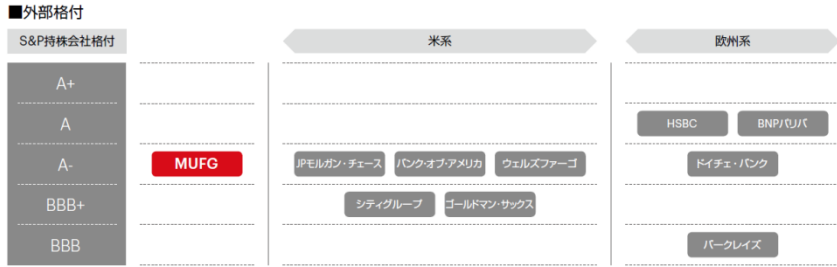 ■外部格付
S&P持株会社格付 米系 欧州系
A+
A HSBC BNPパリバ
A- MUFG JPモルガン・チェース バンク・オブ・アメリカ ウェルズファーゴ ドイチェ・バンク
BBB+ シティグループ ゴールドマン・サックス
BBB バークレイズ